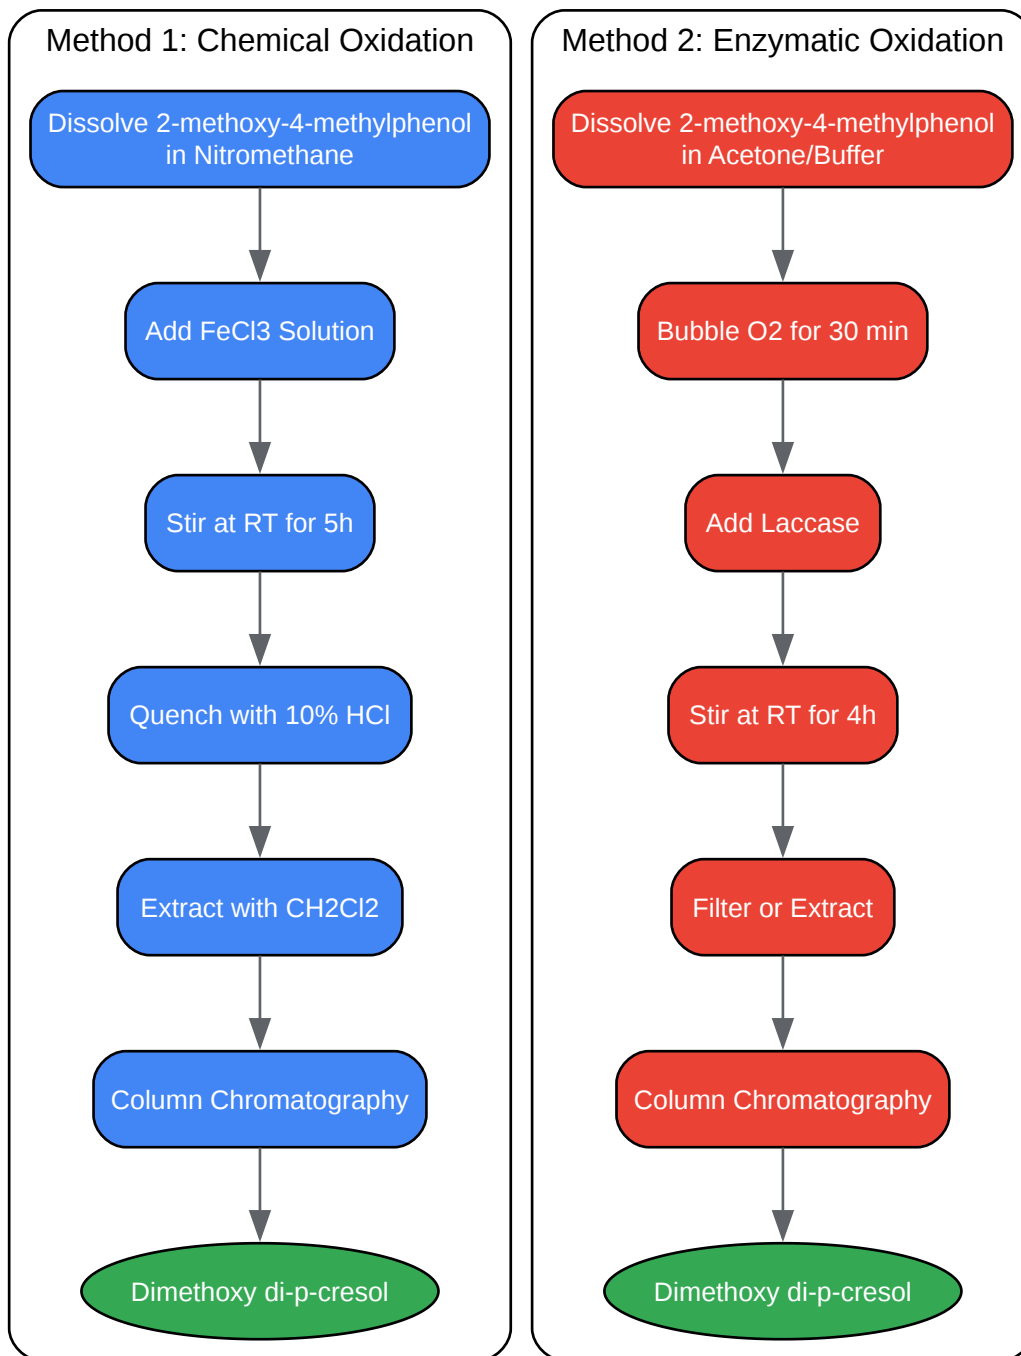 Method 1: Chemical Oxidation
Dissolve 2-methoxy-4-methylphenol
in Nitromethane
Add FeCl3 Solution
Stir at RT for 5h
Quench with 10% HCl
Extract with CH2Cl2
Column Chromatography
Dimethoxy di-p-cresol
Method 2: Enzymatic Oxidation
Dissolve 2-methoxy-4-methylphenol
in Acetone/Buffer
Bubble O2 for 30 min
Add Laccase
Stir at RT for 4h
Filter or Extract
Column Chromatography
Dimethoxy di-p-cresol